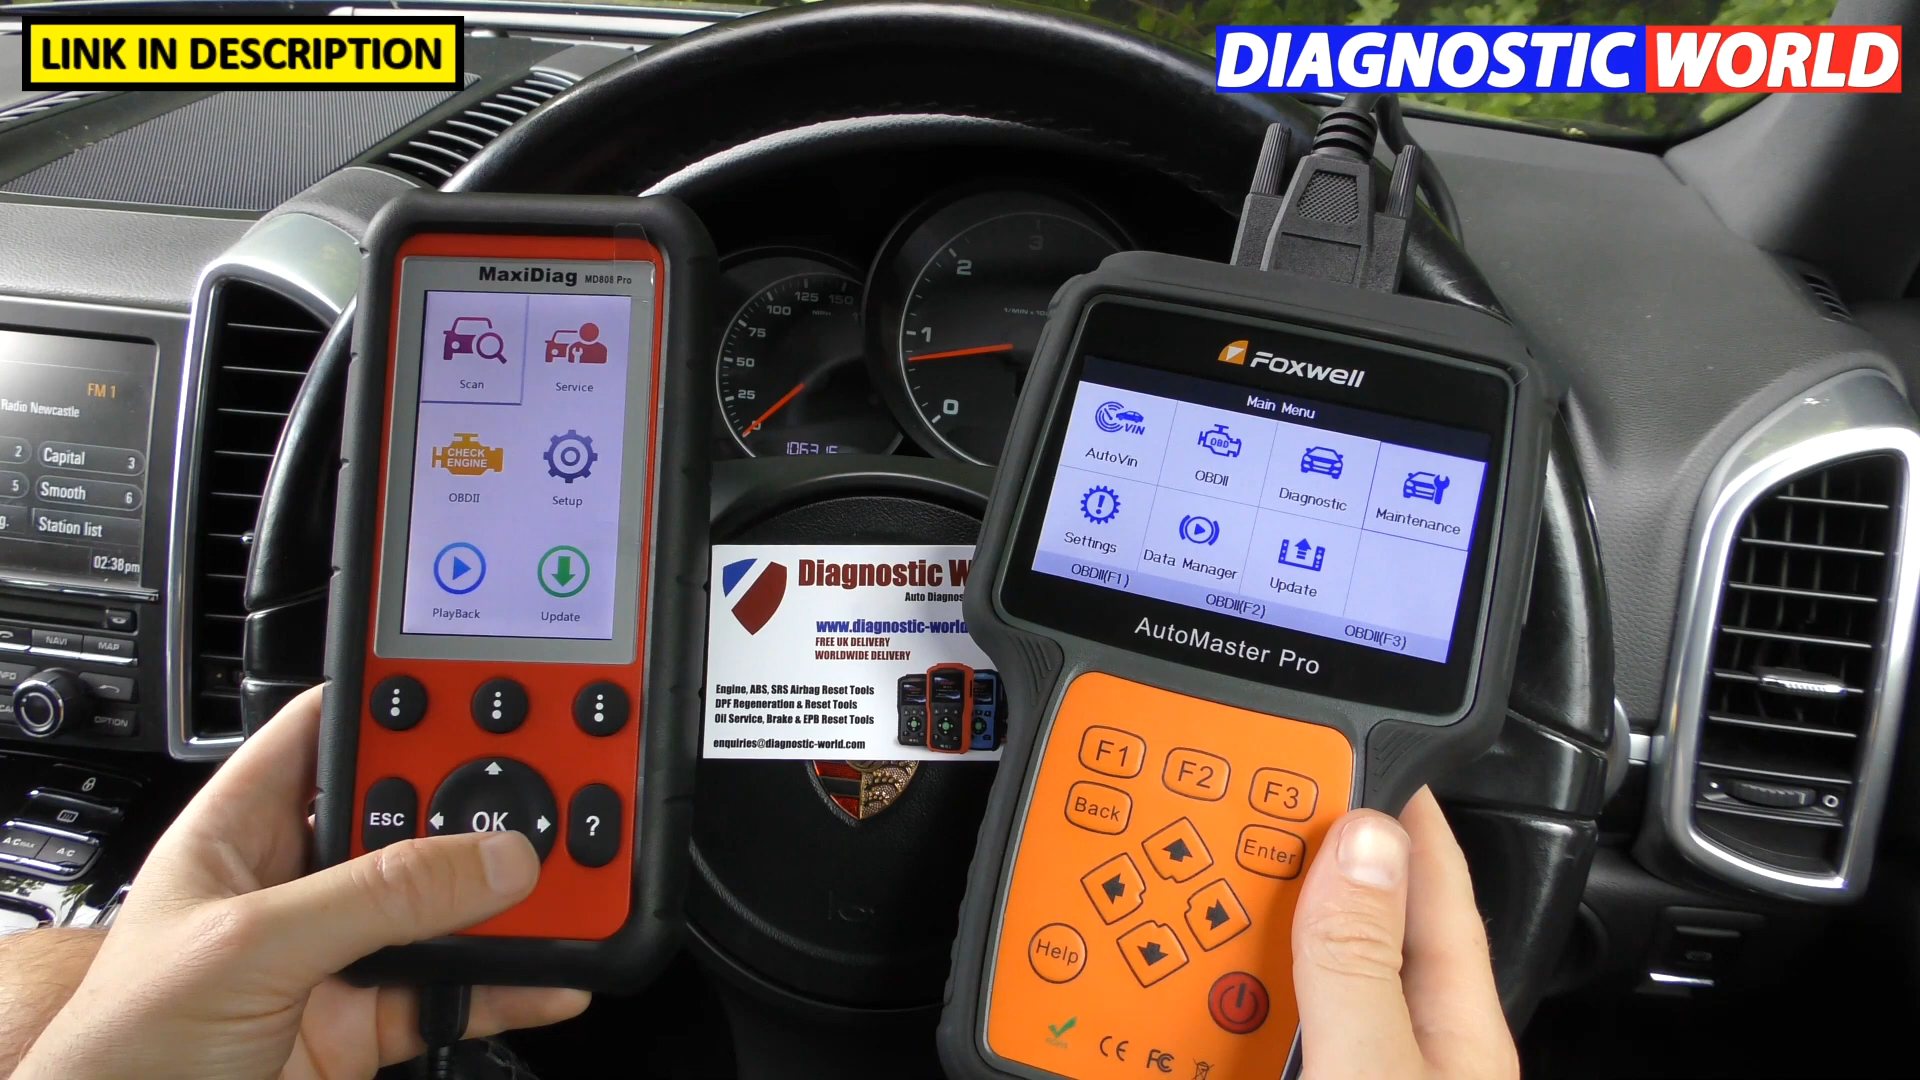 LINK IN DESCRIPTION
DIAGNOSTIC WORLD
MaxiDiag MD808 Pro
Scan
Service
CHECK
ENGINE
OBDII
Setup
PlayBack
Update
ESC
OK
?
FM 1
Radio Newcastle
2
Capital 3
5
Smooth 6
Station list
02:38pm
NAVI
MAP
OPTION
A/C
25
50
75
100
125
150
MPH
0
1
2
3
Diagnostic W
Auto Diagnos
www.diagnostic-world
FREE UK DELIVERY
WORLDWIDE DELIVERY
Engine, ABS, SRS Airbag Reset Tools
DPF Regeneration & Reset Tools
Oil Service, Brake & EPB Reset Tools
enquiries@diagnostic-world.com
FOXWELL
Main Menu
VIN
AutoVin
OBD
OBDII
Diagnostic
Maintenance
Settings
Data Manager
Update
OBDII(F1)
OBDII(F2)
OBDII(F3)
AutoMaster Pro
F1
F2
F3
Back
Enter
Help
CE
FC